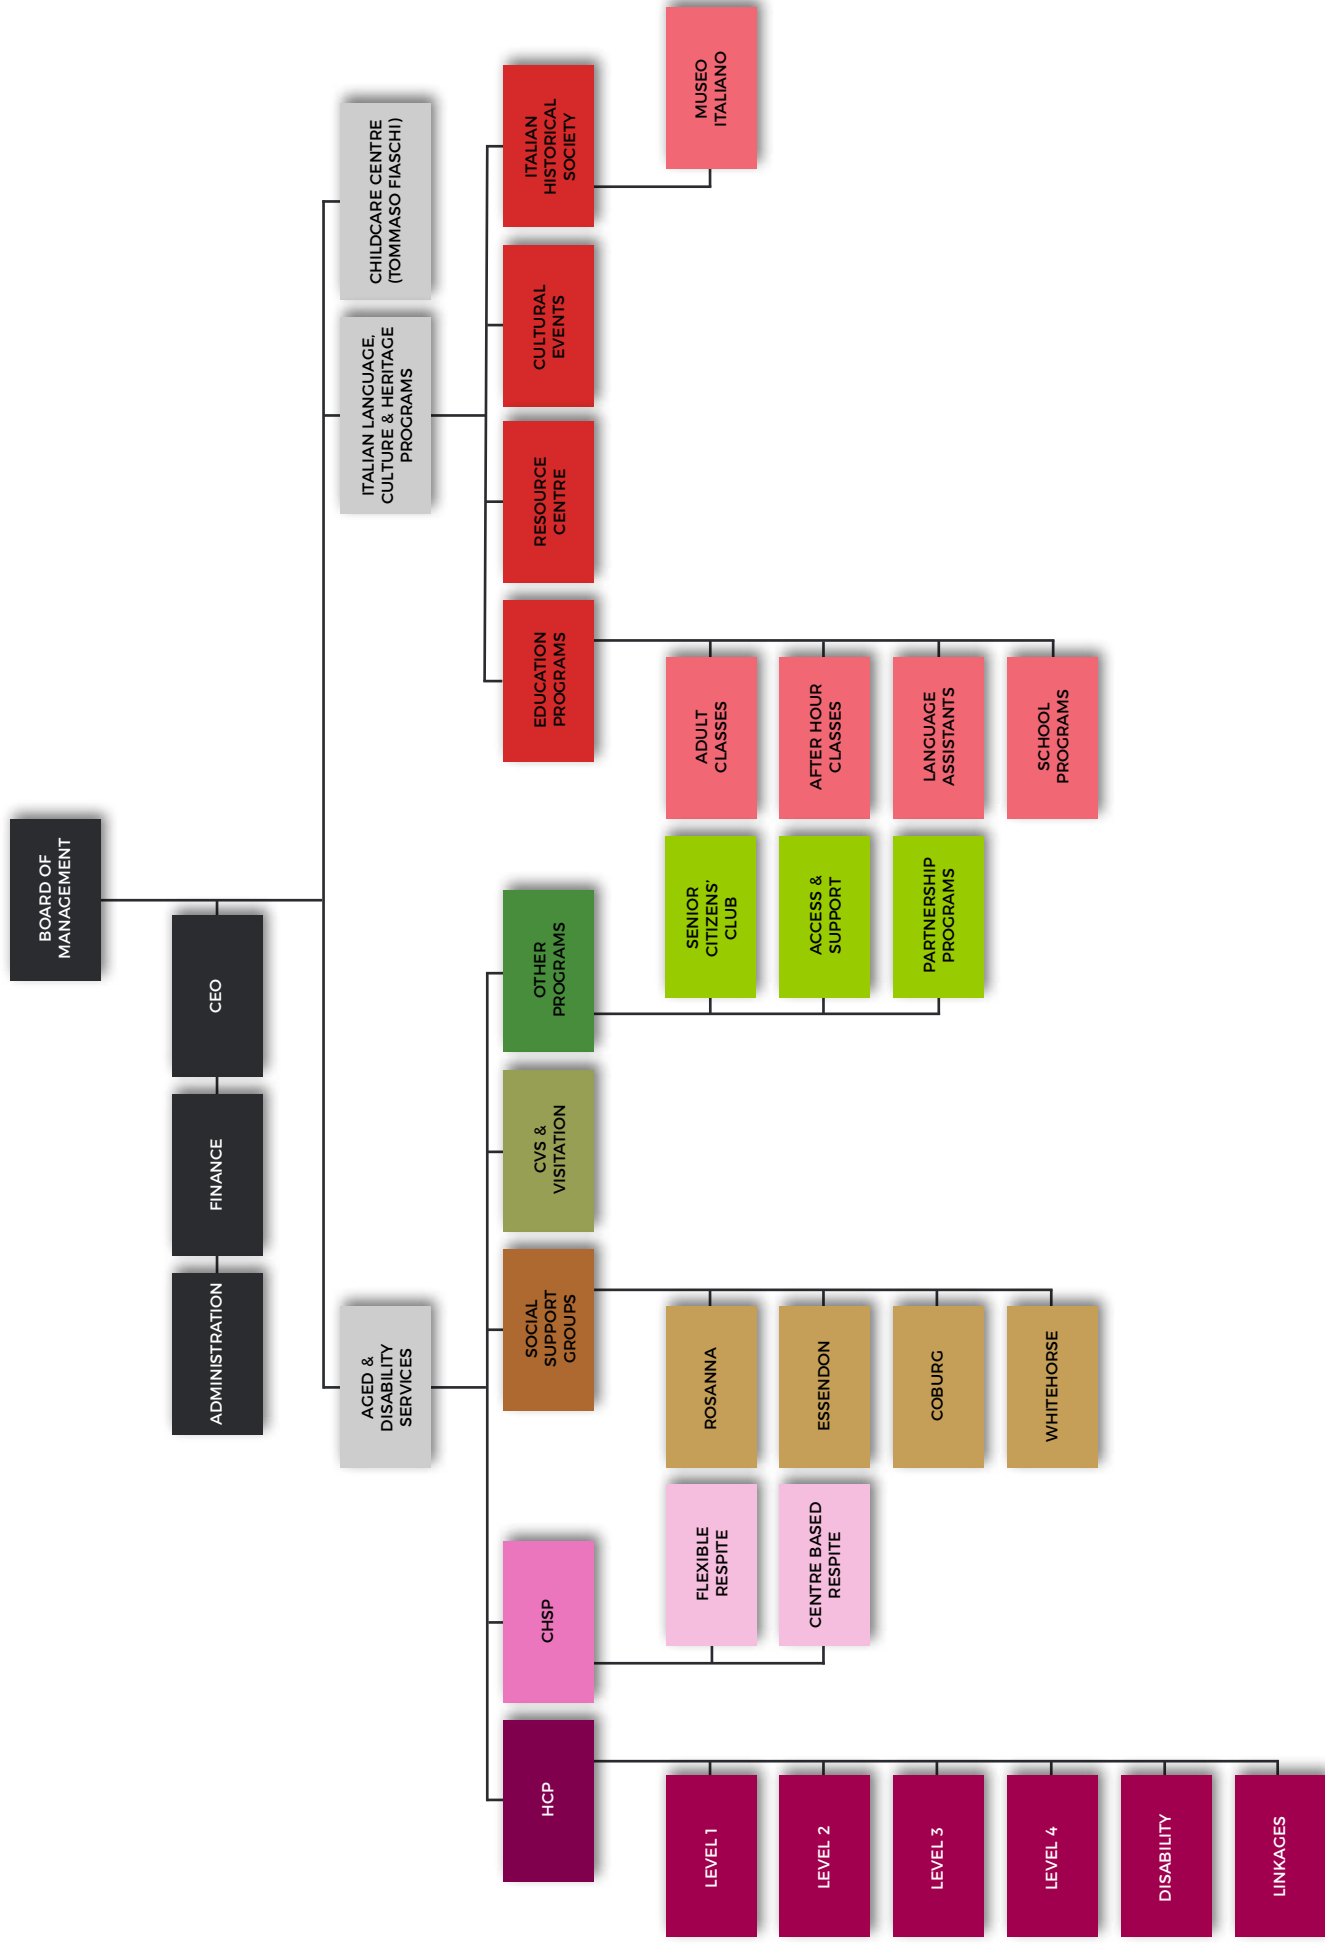 BOARD OF
MANAGEMENT
ADMINISTRATION
FINANCE
CEO
AGED &
DISABILITY
SERVICES
ITALIAN LANGUAGE,
CULTURE & HERITAGE
PROGRAMS
CHILDCARE CENTRE
(TOMMASO FIASCHI)
HCP
CHSP
SOCIAL
SUPPORT
GROUPS
CVS &
VISITATION
OTHER
PROGRAMS
EDUCATION
PROGRAMS
RESOURCE
CENTRE
CULTURAL
EVENTS
ITALIAN
HISTORICAL
SOCIETY
LEVEL 1
LEVEL 2
LEVEL 3
LEVEL 4
DISABILITY
LINKAGES
FLEXIBLE
RESPITE
CENTRE BASED
RESPITE
ROSANNA
ESSENDON
COBURG
WHITEHORSE
SENIOR
CITIZENS’
CLUB
ACCESS &
SUPPORT
PARTNERSHIP
PROGRAMS
ADULT
CLASSES
AFTER HOUR
CLASSES
LANGUAGE
ASSISTANTS
SCHOOL
PROGRAMS
MUSEO
ITALIANO